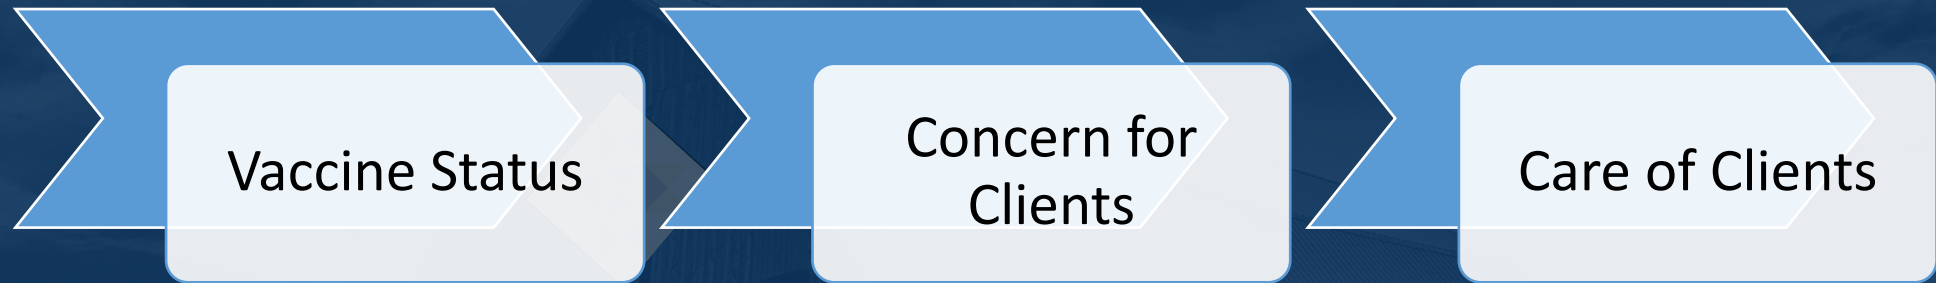 Vaccine Status
Concern for
Clients
Care of Clients